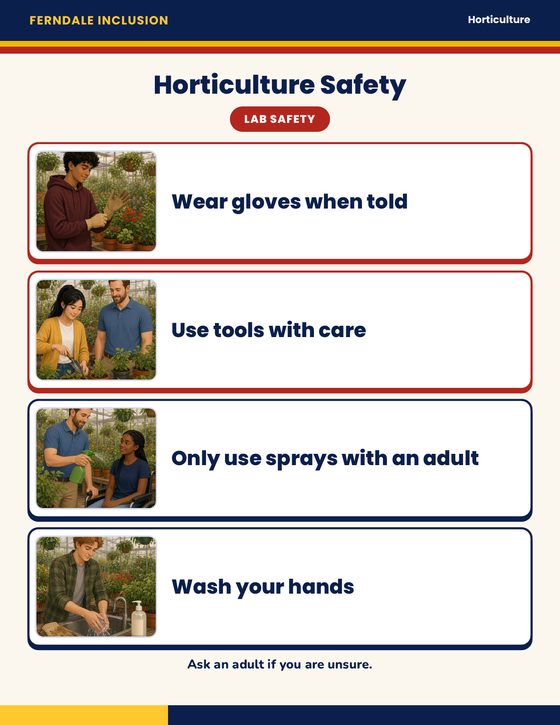 FERNDALE INCLUSION
Horticulture
Horticulture Safety
LAB SAFETY
Wear gloves when told
Use tools with care
Only use sprays with an adult
Wash your hands
Ask an adult if you are unsure.